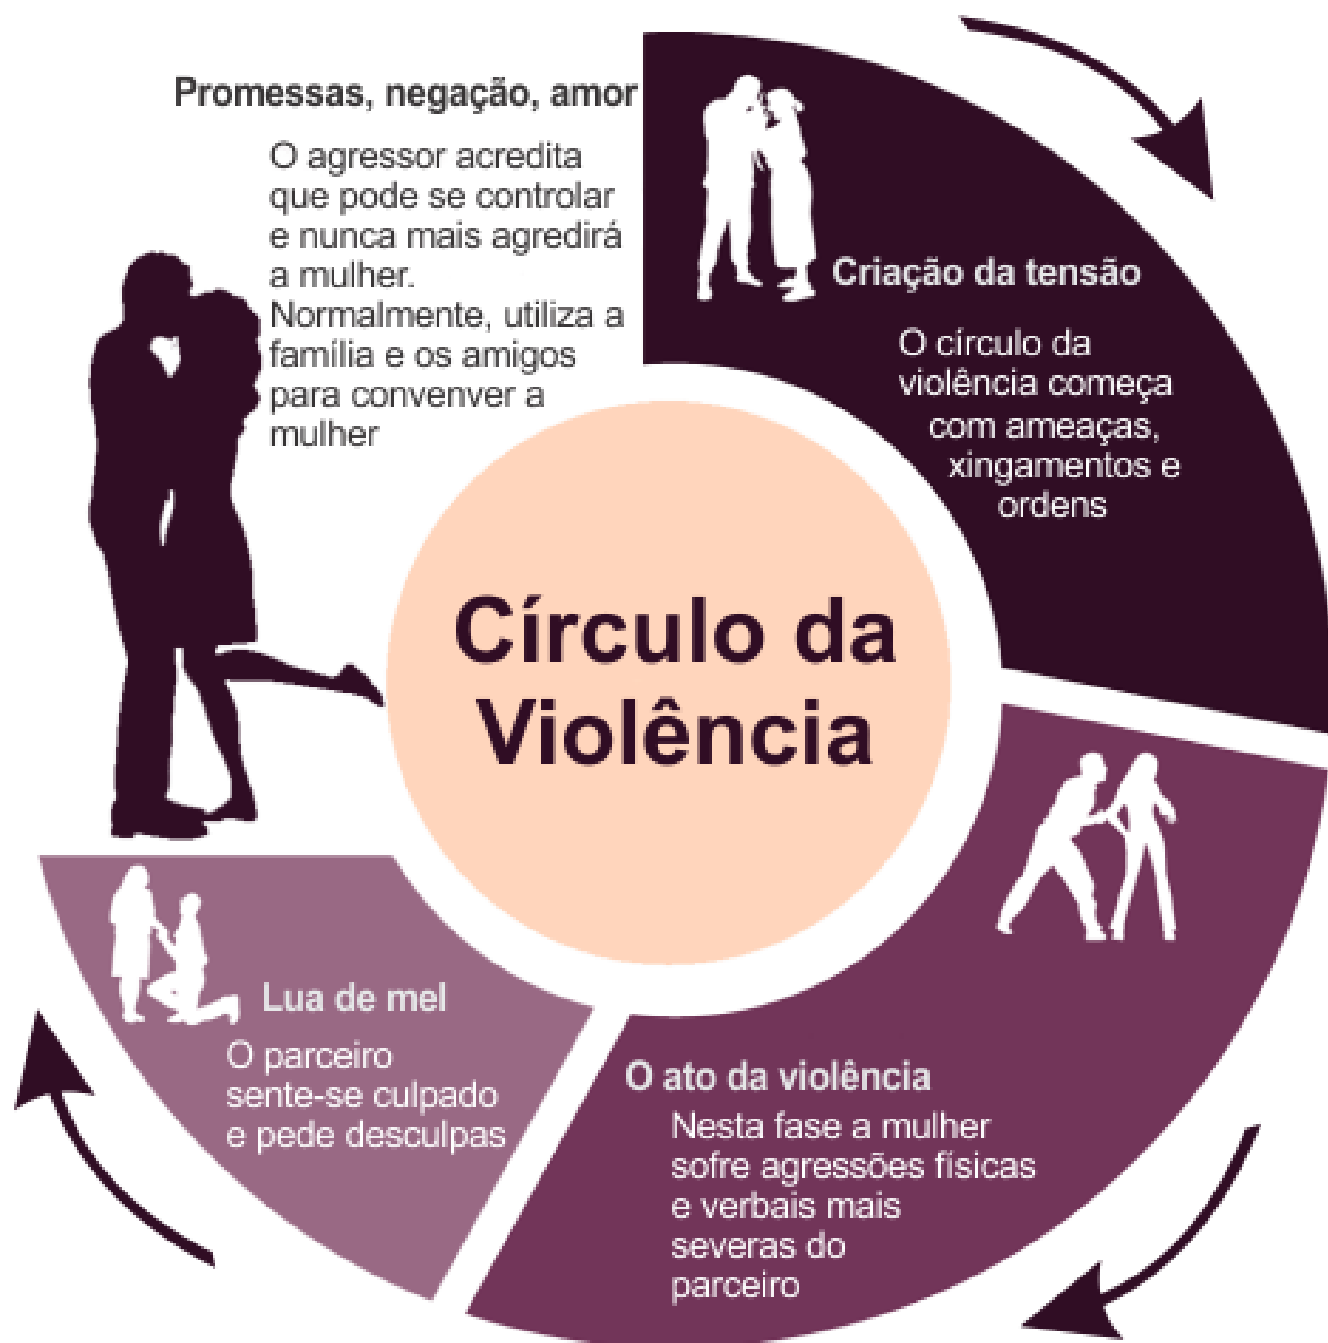 Promessas, negação, amor
O agressor acredita
que pode se controlar
e nunca mais agredirá
a mulher.
Normalmente, utiliza a
família e os amigos
para convenver a
mulher
Criação da tensão
O círculo da
violência começa
com ameaças,
xingamentos e
ordens
Círculo da
Violência
O ato da violência
Nesta fase a mulher
sofre agressões físicas
e verbais mais
severas do
parceiro
Lua de mel
O parceiro
sente-se culpado
e pede desculpas